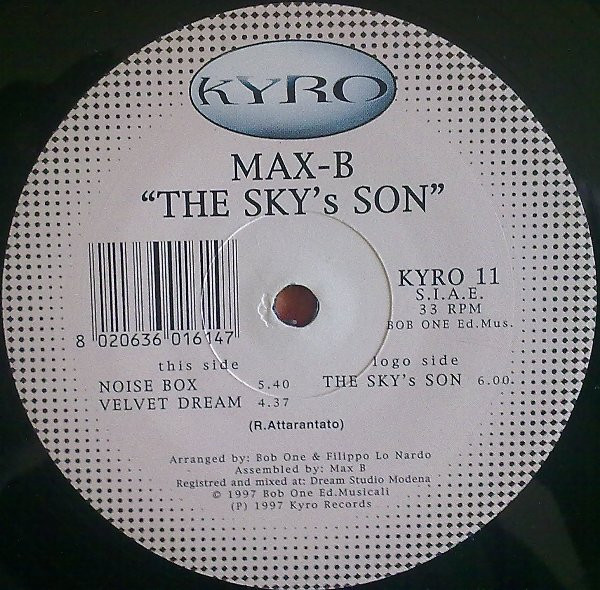 KYRO
MAX-B
"THE SKY's SON"
8 020636 016147
KYRO 11
S.I.A.E.
33 RPM
BOB ONE Ed.Mus.
this side
NOISE BOX 5.40
VELVET DREAM 4.37
logo side
THE SKY's SON 6.00
(R.Attarantato)
Arranged by: Bob One & Filippo Lo Nardo
Assembled by: Max B
Registred and mixed at: Dream Studio Modena
© 1997 Bob One Ed.Musicali
(P) 1997 Kyro Records